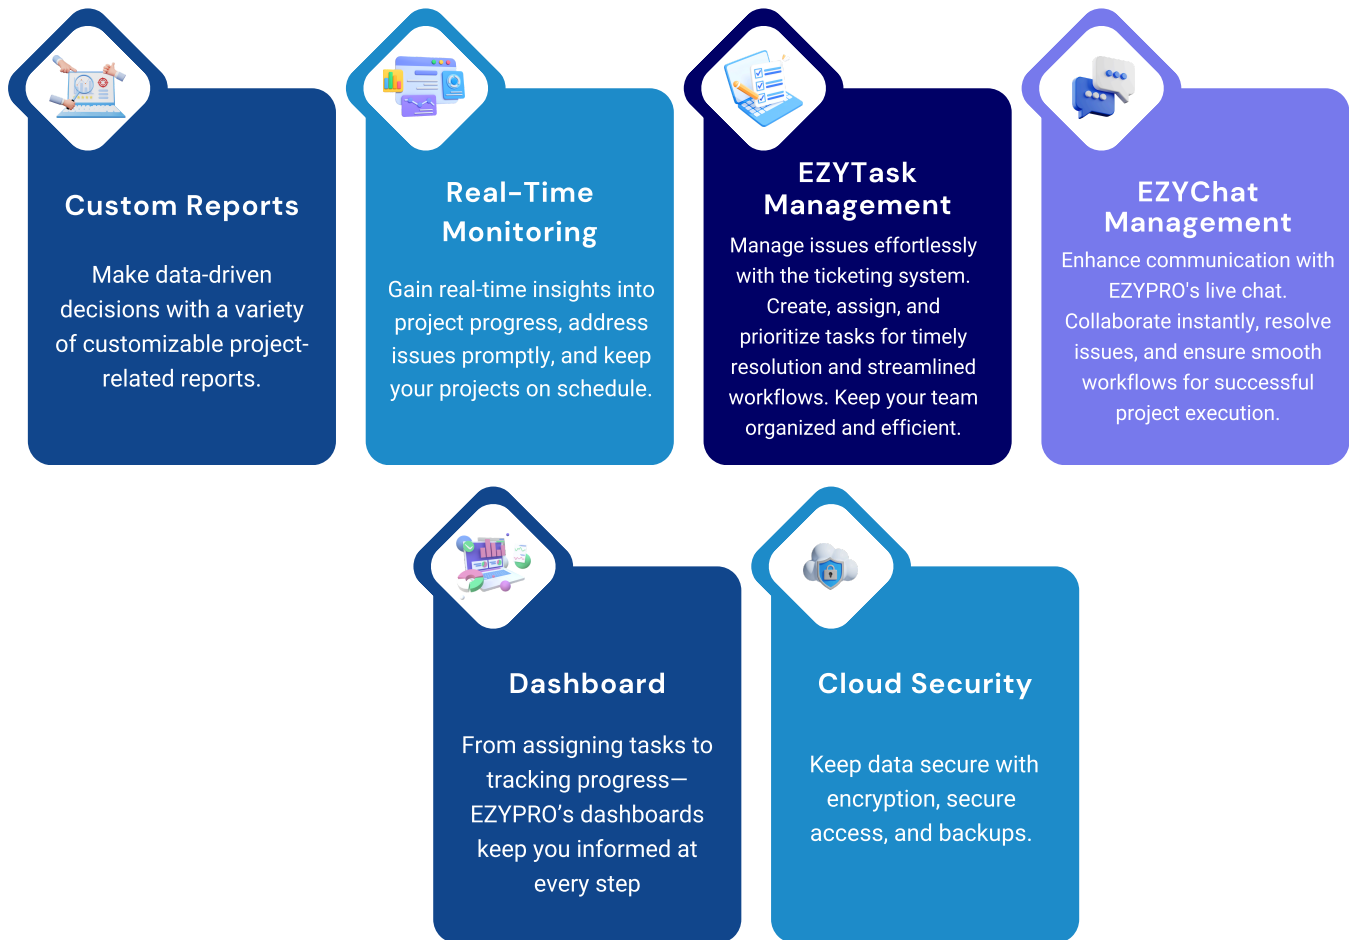 Custom Reports
Make data-driven
decisions with a variety
of customizable project-
related reports.
Real-Time
Monitoring
Gain real-time insights into
project progress, address
issues promptly, and keep
your projects on schedule.
EZYTask
Management
Manage issues effortlessly
with the ticketing system.
Create, assign, and
prioritize tasks for timely
resolution and streamlined
workflows. Keep your team
organized and efficient.
EZYChat
Management
Enhance communication with
EZYPRO's live chat.
Collaborate instantly, resolve
issues, and ensure smooth
workflows for successful
project execution.
Dashboard
From assigning tasks to
tracking progress—
EZYPRO’s dashboards
keep you informed at
every step
Cloud Security
Keep data secure with
encryption, secure
access, and backups.